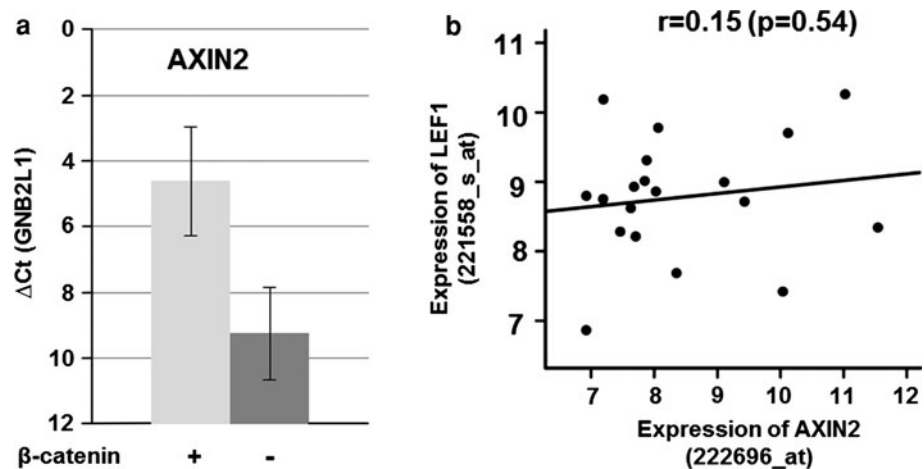 a
AXIN2
0
2
4
6
8
10
12
ΔCt (GNB2L1)
β-catenin + -
b
r=0.15 (p=0.54)
11
10
9
8
7
Expression of LEF1
(221558_s_at)
7 8 9 10 11 12
Expression of AXIN2
(222696_at)